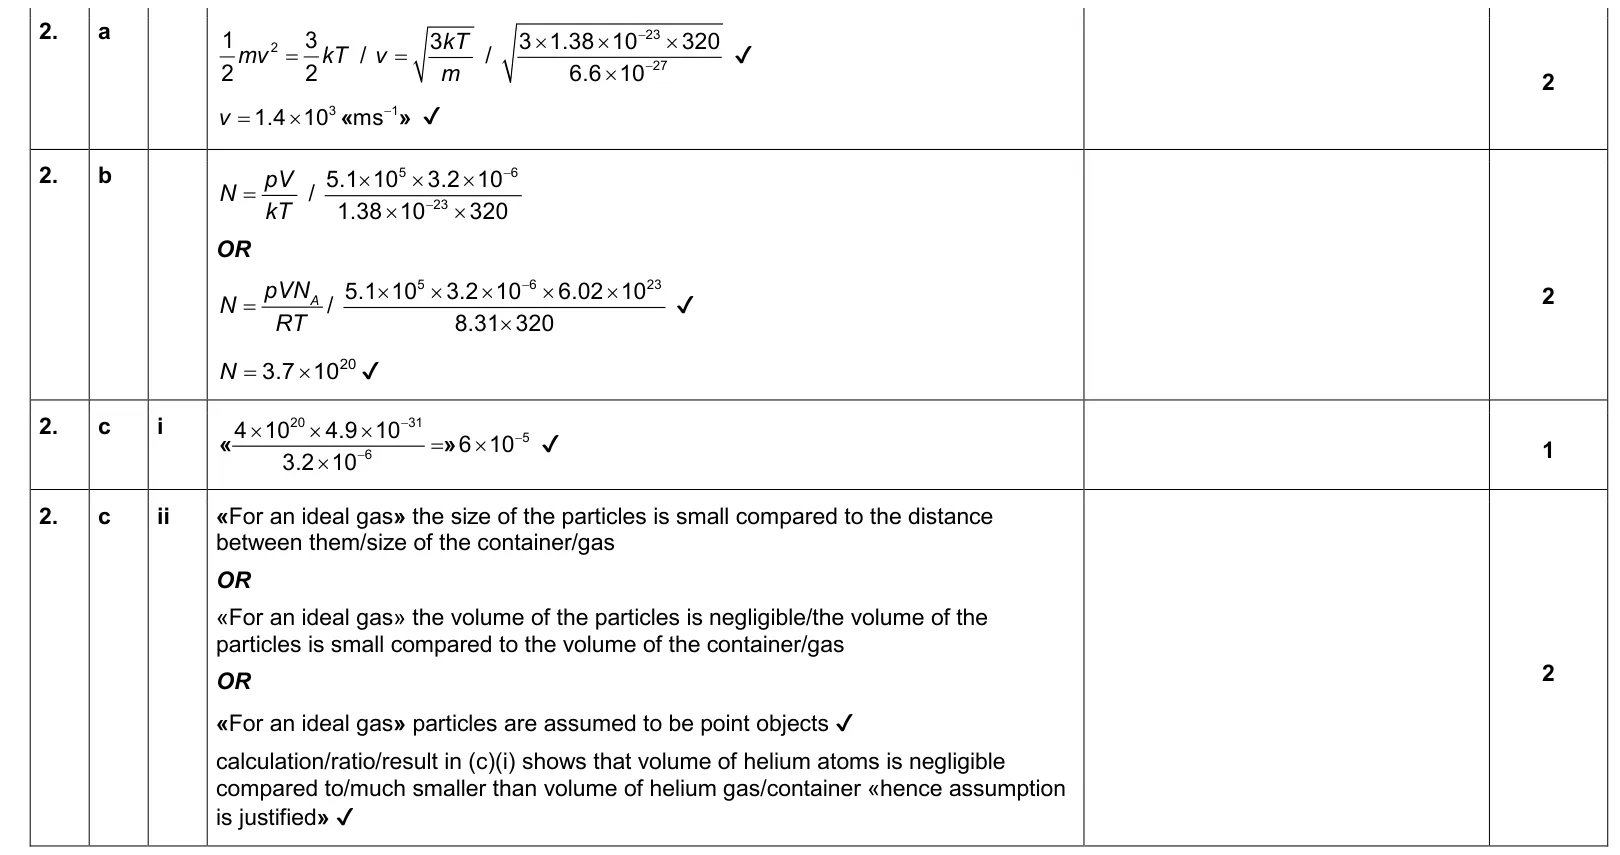 2. a 1/2 mv² = 3/2 kT / v = √(3kT/m) / √((3×1.38×10⁻²³×320)/(6.6×10⁻²⁷)) ✓
v = 1.4×10³ «ms⁻¹» ✓
2
2. b N = pV/kT / (5.1×10⁵×3.2×10⁻⁶)/(1.38×10⁻²³×320)
OR
N = pVN_A/RT / (5.1×10⁵×3.2×10⁻⁶×6.02×10²³)/(8.31×320) ✓
N = 3.7×10²⁰ ✓
2
2. c i «(4×10²⁰×4.9×10⁻³¹)/(3.2×10⁻⁶) =» 6×10⁻⁵ ✓
1
2. c ii «For an ideal gas» the size of the particles is small compared to the distance
between them/size of the container/gas
OR
«For an ideal gas» the volume of the particles is negligible/the volume of the
particles is small compared to the volume of the container/gas
OR
«For an ideal gas» particles are assumed to be point objects ✓
calculation/ratio/result in (c)(i) shows that volume of helium atoms is negligible
compared to/much smaller than volume of helium gas/container «hence assumption
is justified» ✓
2